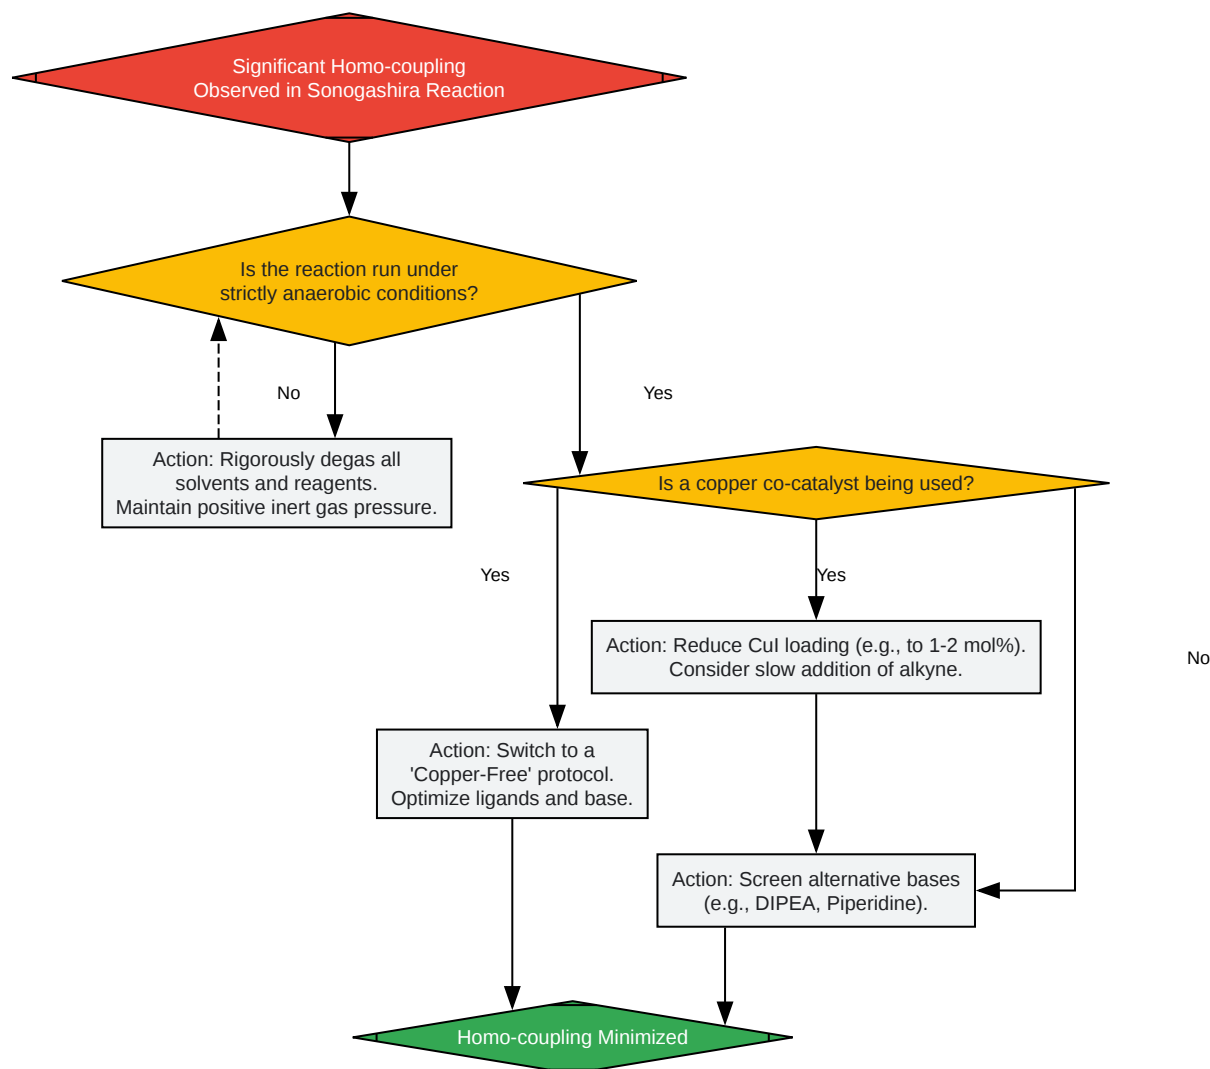 Significant Homo-coupling
Observed in Sonogashira Reaction
Is the reaction run under
strictly anaerobic conditions?
No
Yes
Action: Rigorously degas all
solvents and reagents.
Maintain positive inert gas pressure.
Is a copper co-catalyst being used?
Yes
Yes
No
Action: Reduce CuI loading (e.g., to 1-2 mol%).
Consider slow addition of alkyne.
Action: Switch to a
'Copper-Free' protocol.
Optimize ligands and base.
Action: Screen alternative bases
(e.g., DIPEA, Piperidine).
Homo-coupling Minimized